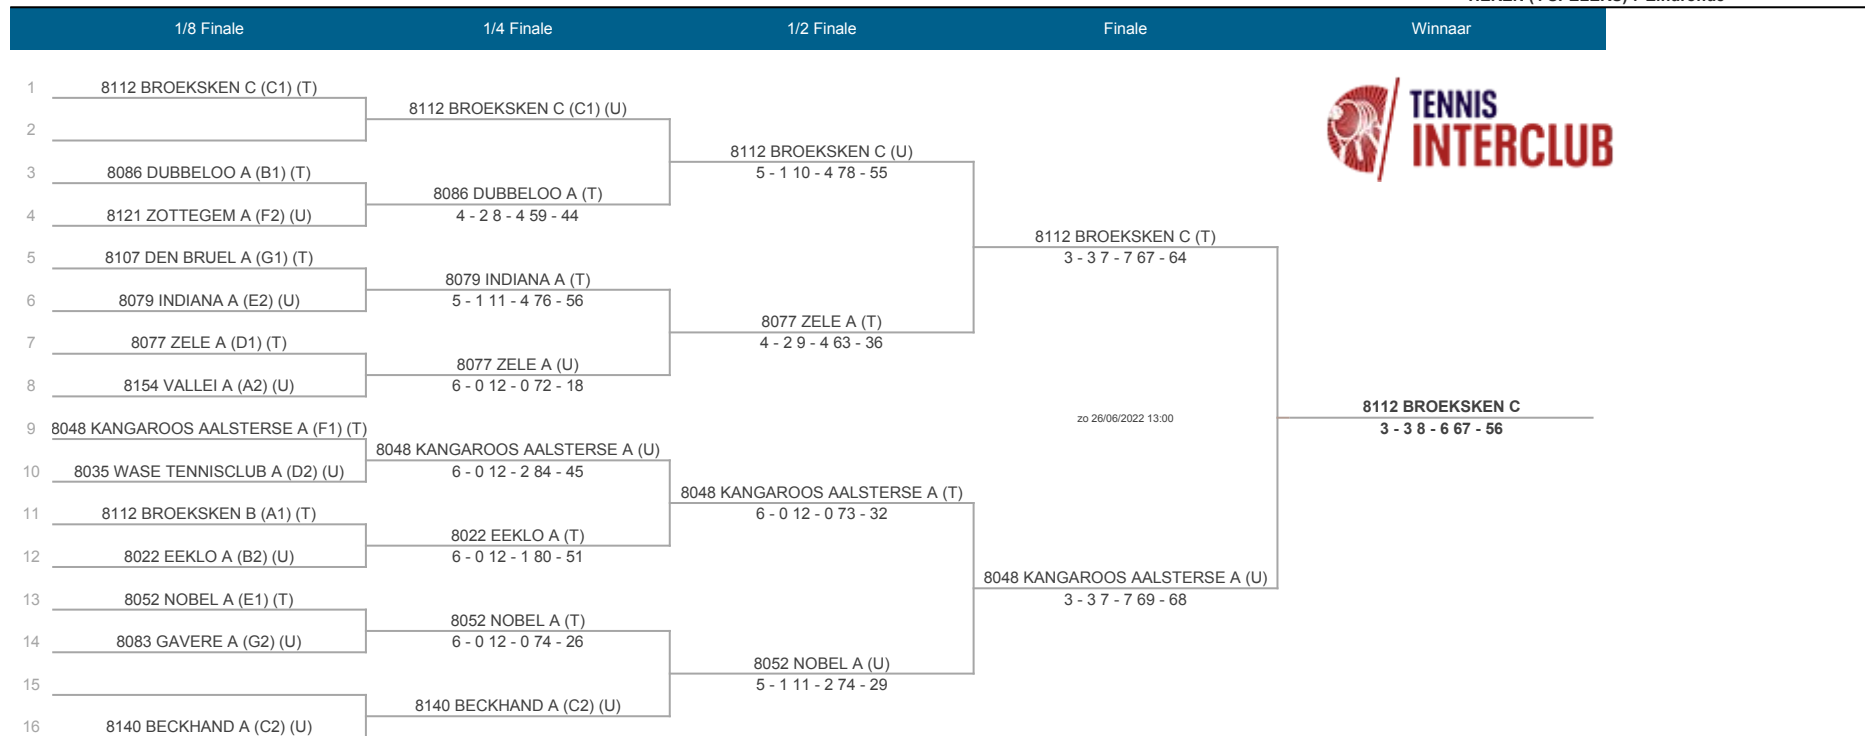 1/8 Finale 1/4 Finale 1/2 Finale Finale Winnaar
TENNIS
INTERCLUB
1 8112 BROEKSKEN C (C1) (T)
8112 BROEKSKEN C (C1) (U)
2
8112 BROEKSKEN C (U)
5 - 1 10 - 4 78 - 55
3 8086 DUBBELOO A (B1) (T)
8086 DUBBELOO A (T)
4 - 2 8 - 4 59 - 44
4 8121 ZOTTEGEM A (F2) (U)
8112 BROEKSKEN C (T)
3 - 3 7 - 7 67 - 64
5 8107 DEN BRUEL A (G1) (T)
8079 INDIANA A (T)
5 - 1 11 - 4 76 - 56
6 8079 INDIANA A (E2) (U)
8077 ZELE A (T)
4 - 2 9 - 4 63 - 36
7 8077 ZELE A (D1) (T)
8077 ZELE A (U)
6 - 0 12 - 0 72 - 18
8 8154 VALLEI A (A2) (U)
8112 BROEKSKEN C
3 - 3 8 - 6 67 - 56
zo 26/06/2022 13:00
9 8048 KANGAROOS AALSTERSE A (F1) (T)
8048 KANGAROOS AALSTERSE A (U)
6 - 0 12 - 2 84 - 45
10 8035 WASE TENNISCLUB A (D2) (U)
8048 KANGAROOS AALSTERSE A (T)
6 - 0 12 - 0 73 - 32
11 8112 BROEKSKEN B (A1) (T)
8022 EEKLO A (T)
6 - 0 12 - 1 80 - 51
12 8022 EEKLO A (B2) (U)
8048 KANGAROOS AALSTERSE A (U)
3 - 3 7 - 7 69 - 68
13 8052 NOBEL A (E1) (T)
8052 NOBEL A (T)
6 - 0 12 - 0 74 - 26
14 8083 GAVERE A (G2) (U)
8052 NOBEL A (U)
5 - 1 11 - 2 74 - 29
15
8140 BECKHAND A (C2) (U)
16 8140 BECKHAND A (C2) (U)